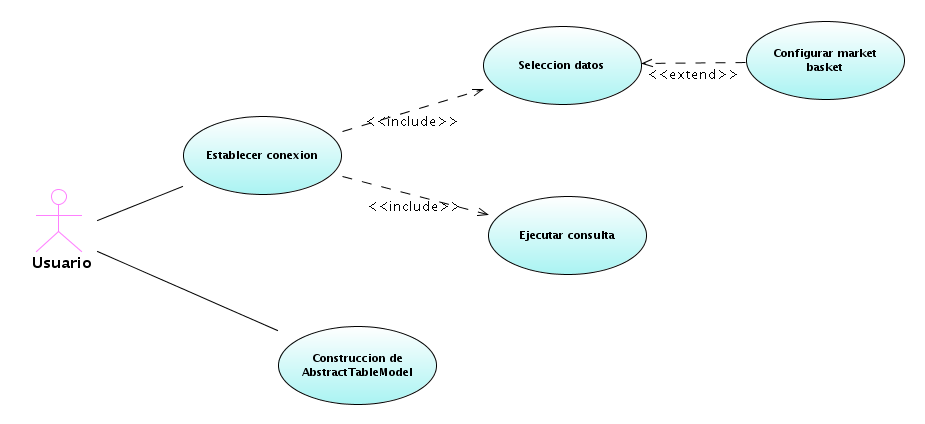 Configurar market
basket
Seleccion datos
<<extend>>
<<include>>
Establecer conexion
<<include>>
Ejecutar consulta
Usuario
Construccion de
AbstractTableModel